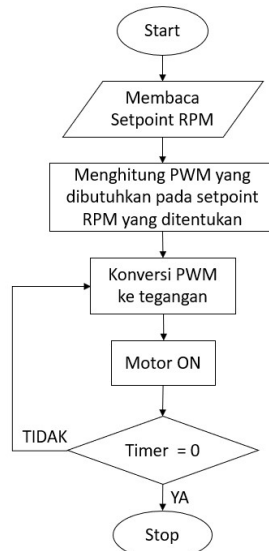 Start
Membaca
Setpoint RPM
Menghitung PWM yang
dibutuhkan pada setpoint
RPM yang ditentukan
Konversi PWM
ke tegangan
Motor ON
TIDAK
Timer = 0
YA
Stop